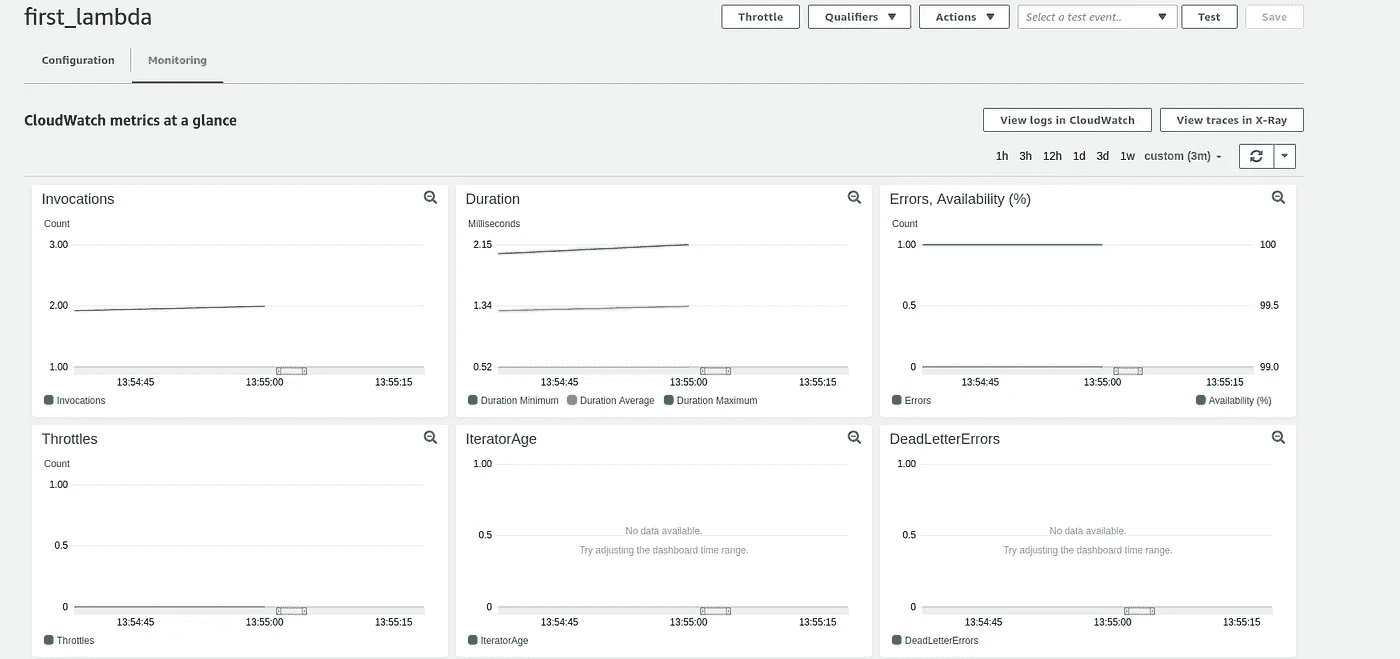 first_lambda
Throttle Qualifiers Actions Select a test event.. Test Save
Configuration Monitoring
CloudWatch metrics at a glance
View logs in CloudWatch View traces in X-Ray
1h 3h 12h 1d 3d 1w custom (3m)
Invocations
Count
3.00
2.00
1.00
13:54:45 13:55:00 13:55:15
Invocations
Duration
Milliseconds
2.15
1.34
0.52
13:54:45 13:55:00 13:55:15
Duration Minimum Duration Average Duration Maximum
Errors, Availability (%)
Count
1.00 100
0.5 99.5
0 99.0
13:54:45 13:55:00 13:55:15
Errors Availability (%)
Throttles
Count
1.00
0.5
0
13:54:45 13:55:00 13:55:15
Throttles
IteratorAge
1.00
No data available.
0.5
Try adjusting the dashboard time range.
0
13:54:45 13:55:00 13:55:15
IteratorAge
DeadLetterErrors
1.00
No data available.
0.5
Try adjusting the dashboard time range.
0
13:54:45 13:55:00 13:55:15
DeadLetterErrors